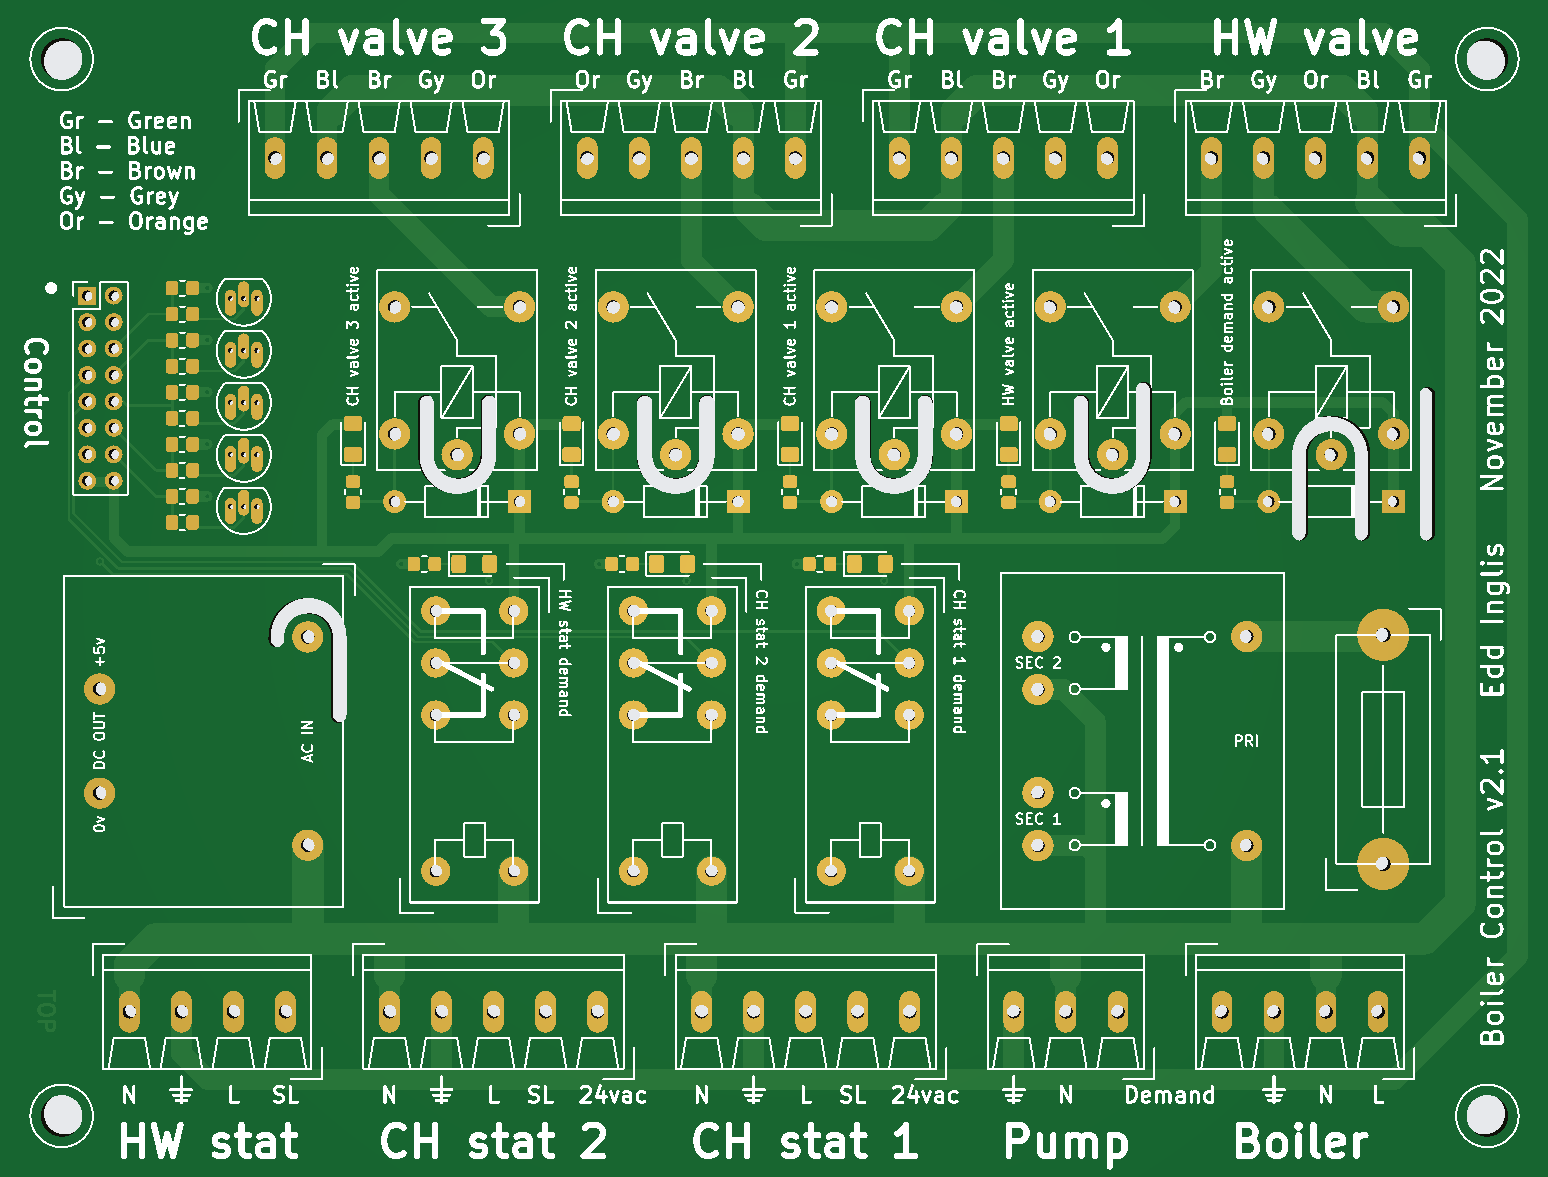 CH valve 3 CH valve 2 CH valve 1 HW valve
Gr Bl Br Gy Or Or Gy Br Bl Gr Gr Bl Br Gy Or Br Gy Or Bl Gr
Gr - Green
Bl - Blue
Br - Brown
Gy - Grey
Or - Orange
Control
CH valve 3 active
CH valve 2 active
CH valve 1 active
HW valve active
Boiler demand active
HW stat demand
CH stat 2 demand
CH stat 1 demand
+5v
DC OUT
0v
AC IN
SEC 2
SEC 1
PRI
Boiler Control v2.1 Edd Inglis November 2022
TOP
N L SL N L SL 24vac N L SL 24vac N Demand N L
HW stat CH stat 2 CH stat 1 Pump Boiler